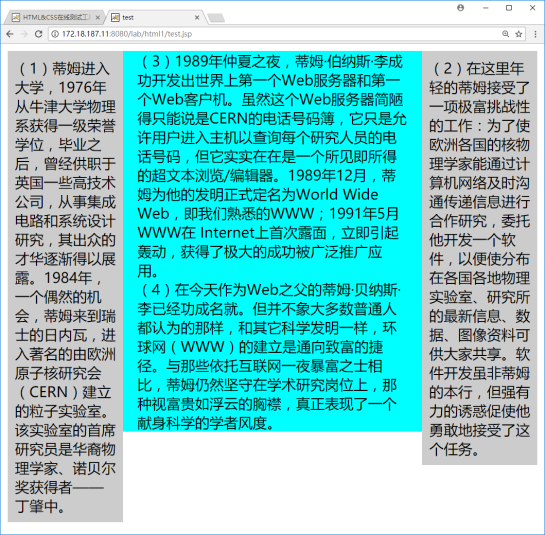 HTML&CSS在线测试工
test
172.18.187.11:8080/lab/html1/test.jsp
（1）蒂姆进入
大学，1976年
从牛津大学物理
系获得一级荣誉
学位，毕业之
后，曾经供职于
英国一些高技术
公司，从事集成
电路和系统设计
研究，其出众的
才华逐渐得以展
露。1984年，
一个偶然的机
会，蒂姆来到瑞
士的日内瓦，进
入著名的由欧洲
原子核研究会
（CERN）建立
的粒子实验室。
该实验室的首席
研究员是华裔物
理学家、诺贝尔
奖获得者——
丁肇中。
（3）1989年仲夏之夜，蒂姆·伯纳斯·李成
功开发出世界上第一个Web服务器和第一
个Web客户机。虽然这个Web服务器简陋
得只能说是CERN的电话号码簿，它只是允
许用户进入主机以查询每个研究人员的电
话号码，但它实实在在是一个所见即所得
的超文本浏览/编辑器。1989年12月，蒂
姆为他的发明正式定名为World Wide
Web，即我们熟悉的WWW；1991年5月
WWW在 Internet上首次露面，立即引起
轰动，获得了极大的成功被广泛推广应
用。
（4）在今天作为Web之父的蒂姆·贝纳斯·
李已经功成名就。但并不象大多数普通人
都认为的那样，和其它科学发明一样，环
球网（WWW）的建立是通向致富的捷
径。与那些依托互联网一夜暴富之士相
比，蒂姆仍然坚守在学术研究岗位上，那
种视富贵如浮云的胸襟，真正表现了一个
献身科学的学者风度。
（2）在这里年
轻的蒂姆接受了
一项极富挑战性
的工作：为了使
欧洲各国的核物
理学家能通过计
算机网络及时沟
通传递信息进行
合作研究，委托
他开发一个软
件，以便使分布
在各国各地物理
实验室、研究所
的最新信息、数
据、图像资料可
供大家共享。软
件开发虽非蒂姆
的本行，但强有
力的诱惑促使他
勇敢地接受了这
个任务。